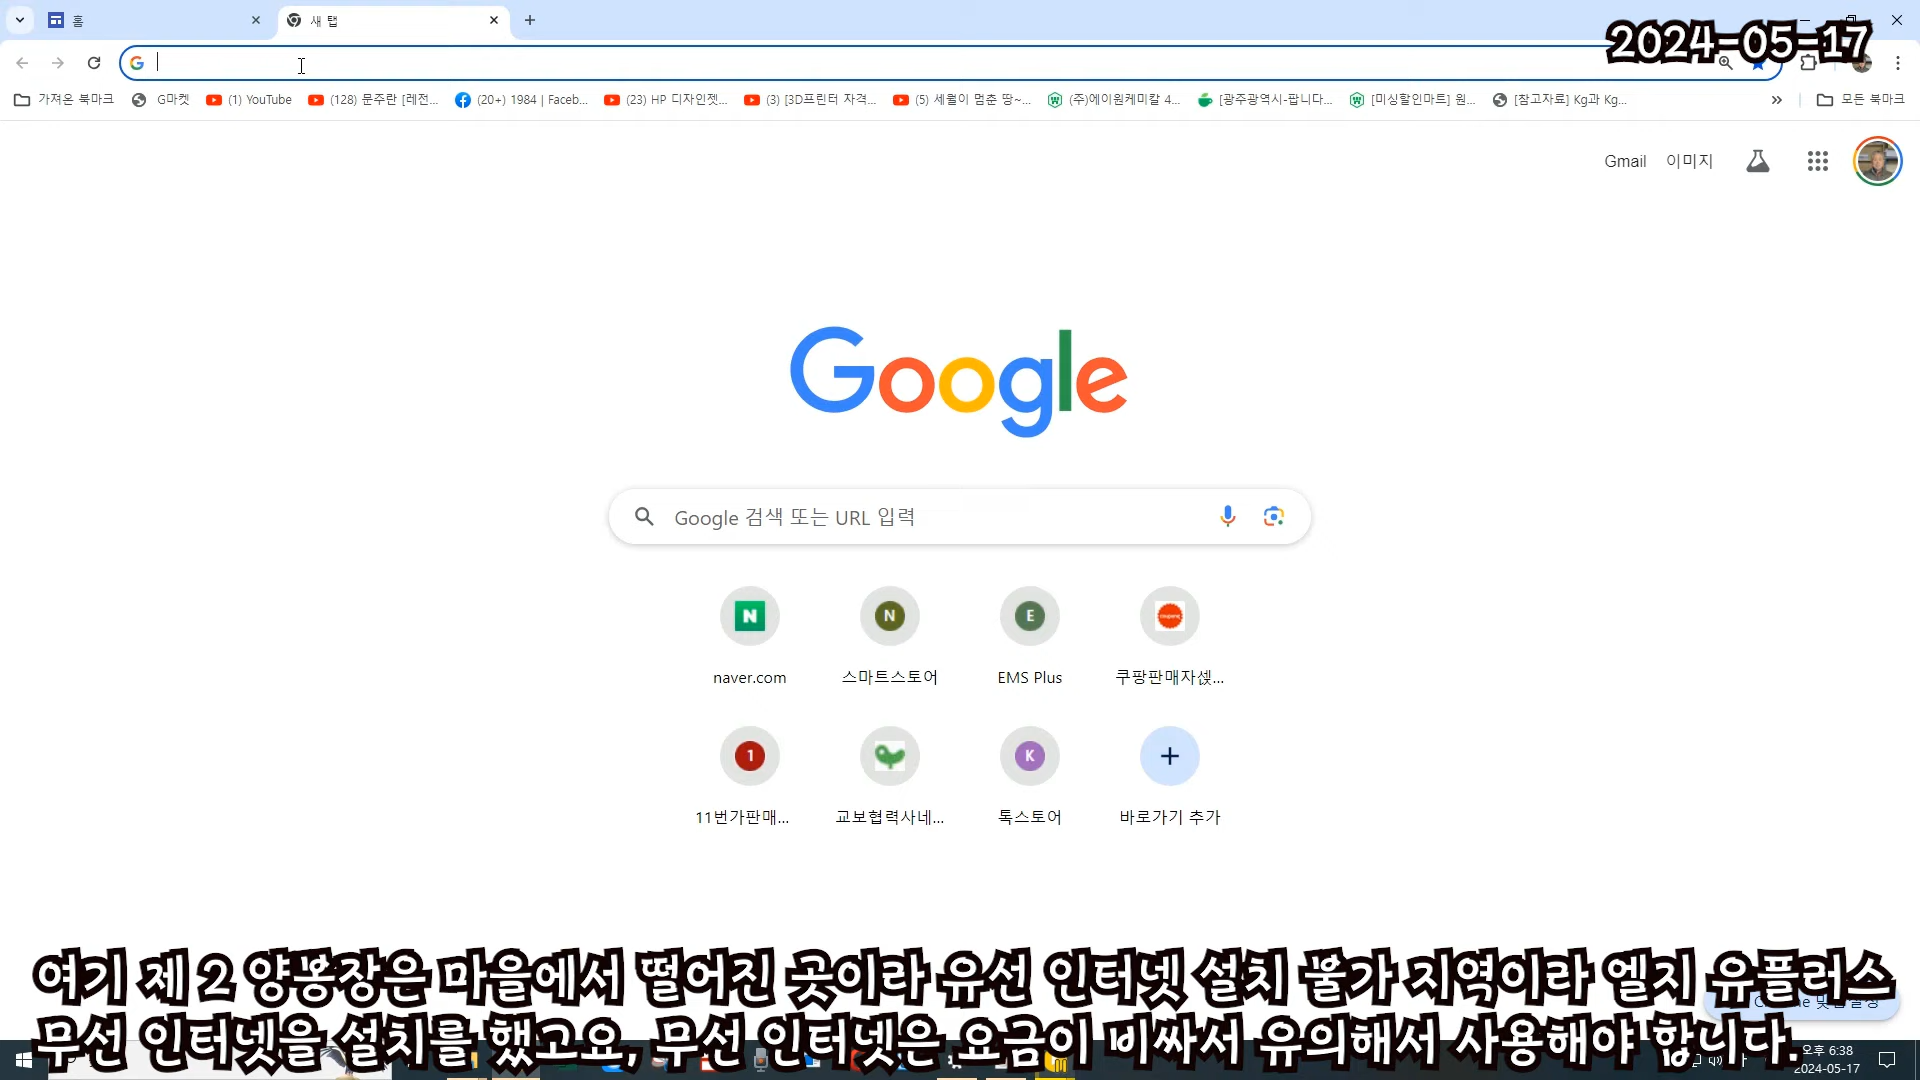 홈
새 탭
2024-05-17
가져온 북마크
G마켓
(1) YouTube
(128) 문주란 [레전...
(20+) 1984 | Faceb...
(23) HP 디자인젯...
(3) [3D프린터 자격...
(5) 세월이 멈춘 땅~...
(주)에이원케미칼 4...
[광주광역시-팝니다...
[미싱할인마트] 원...
[참고자료] Kg과 Kg...
모든 북마크
Gmail
이미지
Google
Google 검색 또는 URL 입력
N
N
E
coupang
naver.com
스마트스토어
EMS Plus
쿠팡판매자셌...
1
K
11번가판매...
교보협력사네...
톡스토어
바로가기 추가
여기 제 2 양봉장은 마을에서 떨어진 곳이라 유선 인터넷 설치 불가 지역이라 엘지 유플러스
무선 인터넷을 설치를 했고요, 무선 인터넷은 요금이 비싸서 유의해서 사용해야 합니다.
오후 6:38
2024-05-17